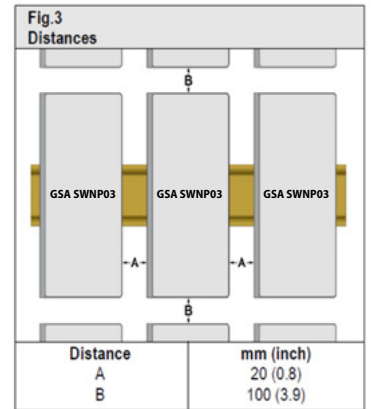 Fig.3
Distances
B
GSA SWNP03 GSA SWNP03 GSA SWNP03
A A
B
Distance mm (inch)
A 20 (0.8)
B 100 (3.9)